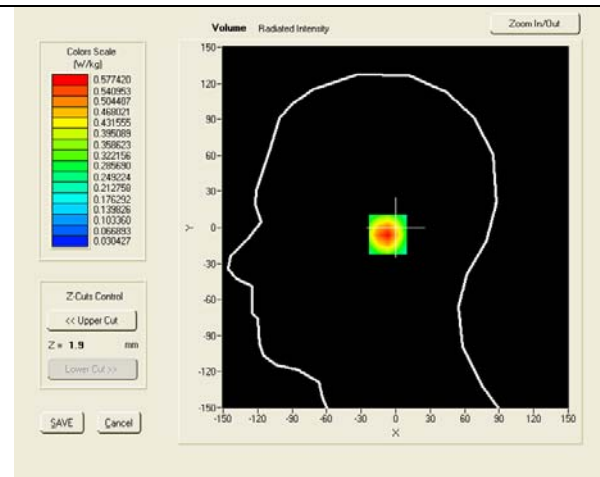 Volume Radiated Intensity
Zoom In/Out
Colors Scale
(W/kg)
0.577420
0.540953
0.504487
0.468021
0.431555
0.395089
0.358623
0.322156
0.285690
0.249224
0.212758
0.176292
0.139826
0.103360
0.066893
0.030427
Z-Cuts Control
<< Upper Cut
Z = 1.9 mm
Lower Cut >>
SAVE Cancel
150
120
90
60
30
0
-30
-60
-90
-120
-150
Y
-150 -120 -90 -60 -30 0 30 60 90 120 150
X